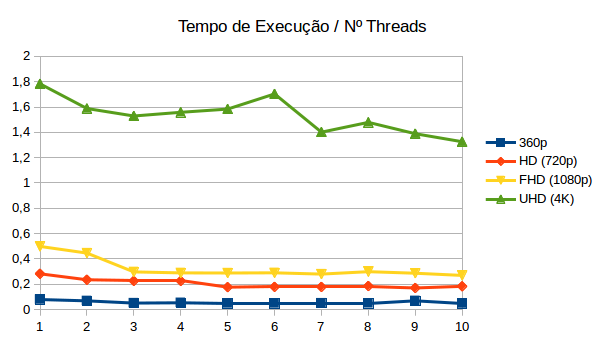 Tempo de Execução / Nº Threads
2
1,8
1,6
1,4
1,2
1
0,8
0,6
0,4
0,2
0
1 2 3 4 5 6 7 8 9 10
360p
HD (720p)
FHD (1080p)
UHD (4K)